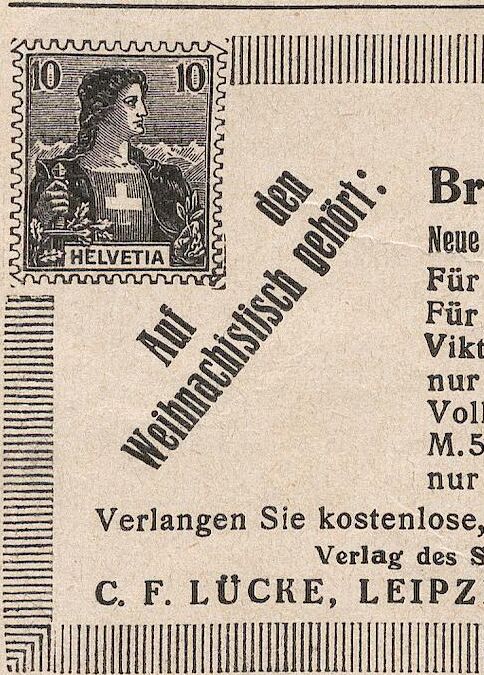 10 10
HELVETIA
Auf den
Weihnachtstisch gehört:
Br
Neue
Für
Für
Vikt
nur
Voll
M.5
nur
Verlangen Sie kostenlose,
Verlag des S
C. F. LÜCKE, LEIPZ